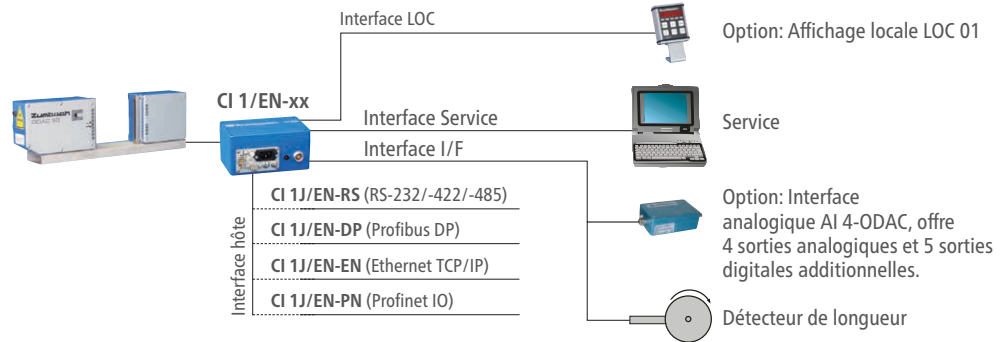 Interface LOC
Option: Affichage locale LOC 01
CI 1/EN-xx
Zumbach
Interface Service
Service
Interface I/F
Interface hôte
CI 1J/EN-RS (RS-232/-422/-485)
CI 1J/EN-DP (Profibus DP)
CI 1J/EN-EN (Ethernet TCP/IP)
CI 1J/EN-PN (Profinet IO)
Option: Interface
analogique AI 4-ODAC, offre
4 sorties analogiques et 5 sorties
digitales additionnelles.
Détecteur de longueur